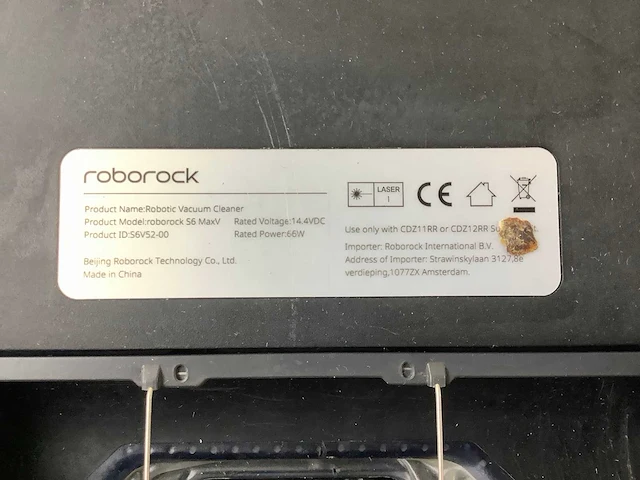 roborock
Product Name:Robotic Vacuum Cleaner
Product Model:roborock S6 MaxV Rated Voltage:14.4VDC
Product ID:S6V52-00 Rated Power:66W
Beijing Roborock Technology Co., Ltd.
Made in China
LASER
1
CE
Use only with CDZ11RR or CDZ12RR
Importer: Roborock International B.V.
Address of Importer: Strawinskylaan 3127,8e
verdieping,1077ZX Amsterdam.